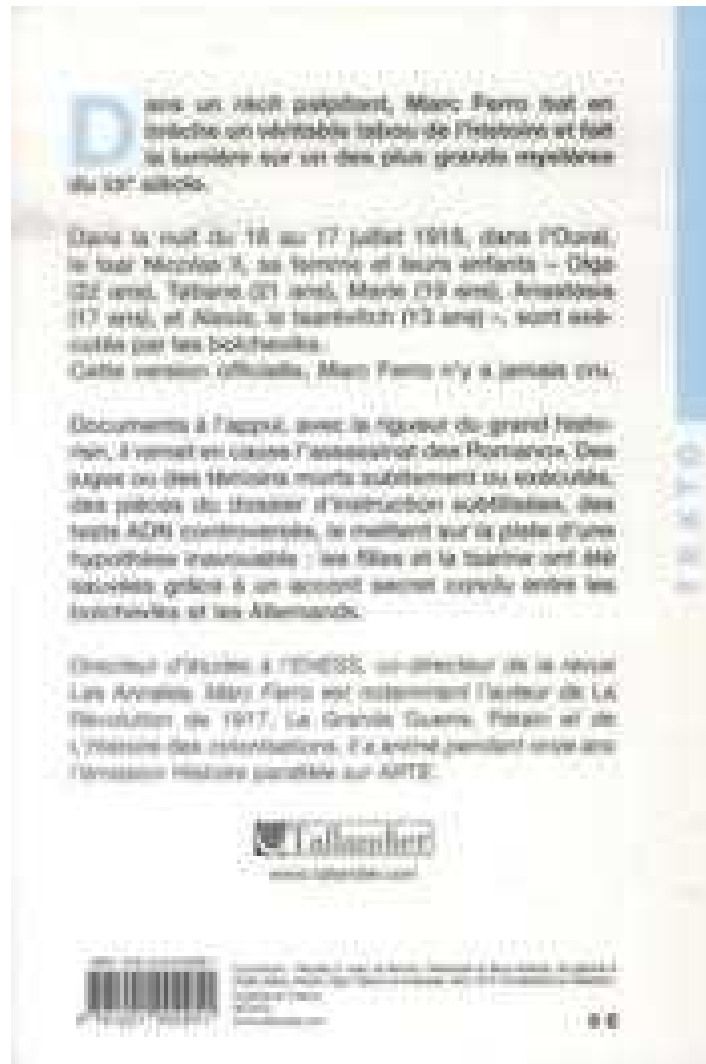 Dans un récit palpitant, Marc Ferro bat en
brèche un véritable tabou de l'histoire et fait
la lumière sur un des plus grands mystères
du XXe siècle.
Dans la nuit du 16 au 17 juillet 1918, dans l'Oural,
le tsar Nicolas II, sa femme et leurs enfants – Olga
(22 ans), Tatiana (21 ans), Marie (19 ans), Anastasia
(17 ans), et Alexis, le tsarévitch (13 ans) –, sont exé-
cutés par les bolcheviks.
Cette version officielle, Marc Ferro n'y a jamais cru.
Documents à l'appui, avec la rigueur du grand histo-
rien, il remet en cause l'assassinat des Romanov. Des
juges ou des témoins morts subitement ou exécutés,
des pièces du dossier d'instruction subtilisées, des
tests ADN controversés, le mettent sur la piste d'une
hypothèse inavouable : les filles et la tsarine ont été
sauvées grâce à un accord secret conclu entre les
bolcheviks et les Allemands.
Directeur d'études à l'EHESS, co-directeur de la revue
Les Annales, Marc Ferro est notamment l'auteur de La
Révolution de 1917, La Grande Guerre, Pétain et de
L'Histoire des colonisations. Il a animé pendant onze ans
l'émission Histoire parallèle sur ARTE.
Tallandier
www.tallandier.com
TEXTO